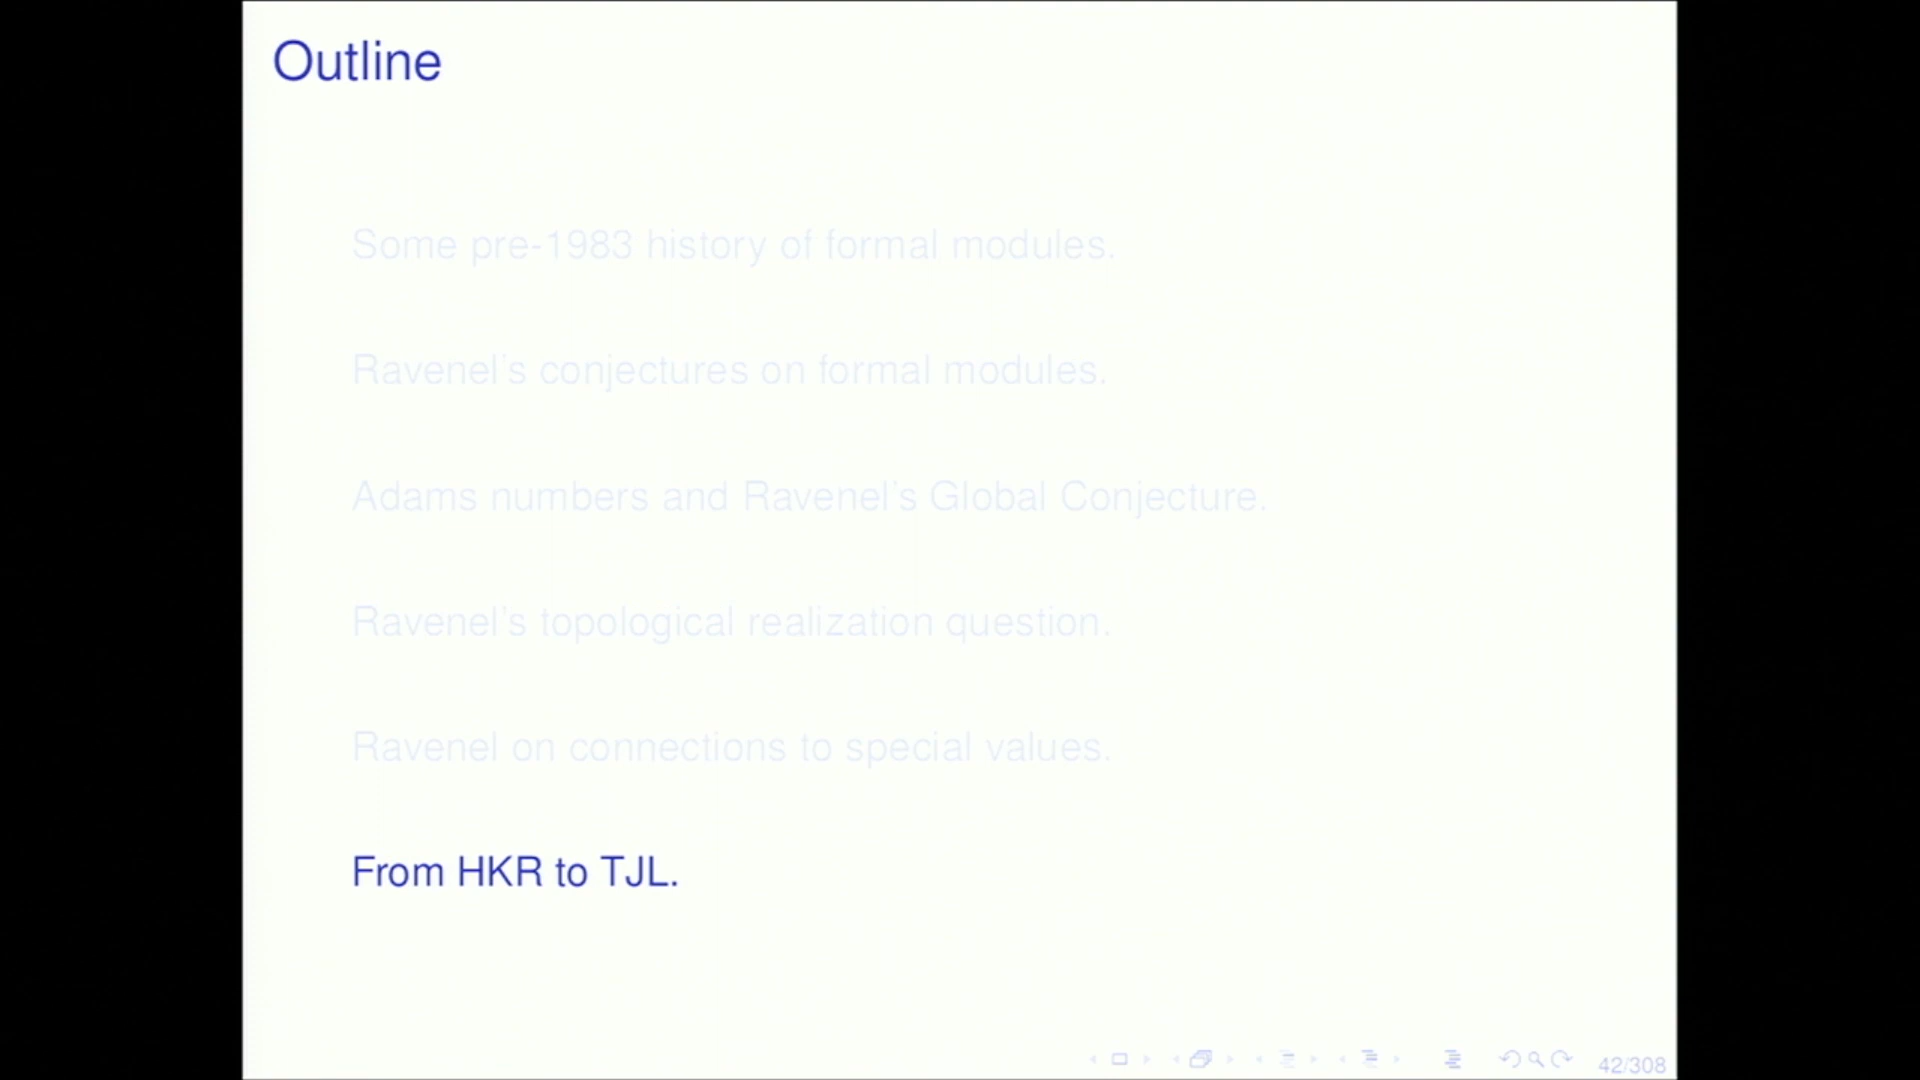 Outline
Some pre-1983 history of formal modules.
Ravenel's conjectures on formal modules.
Adams numbers and Ravenel's Global Conjecture.
Ravenel's topological realization question.
Ravenel on connections to special values.
From HKR to TJL.
42/308